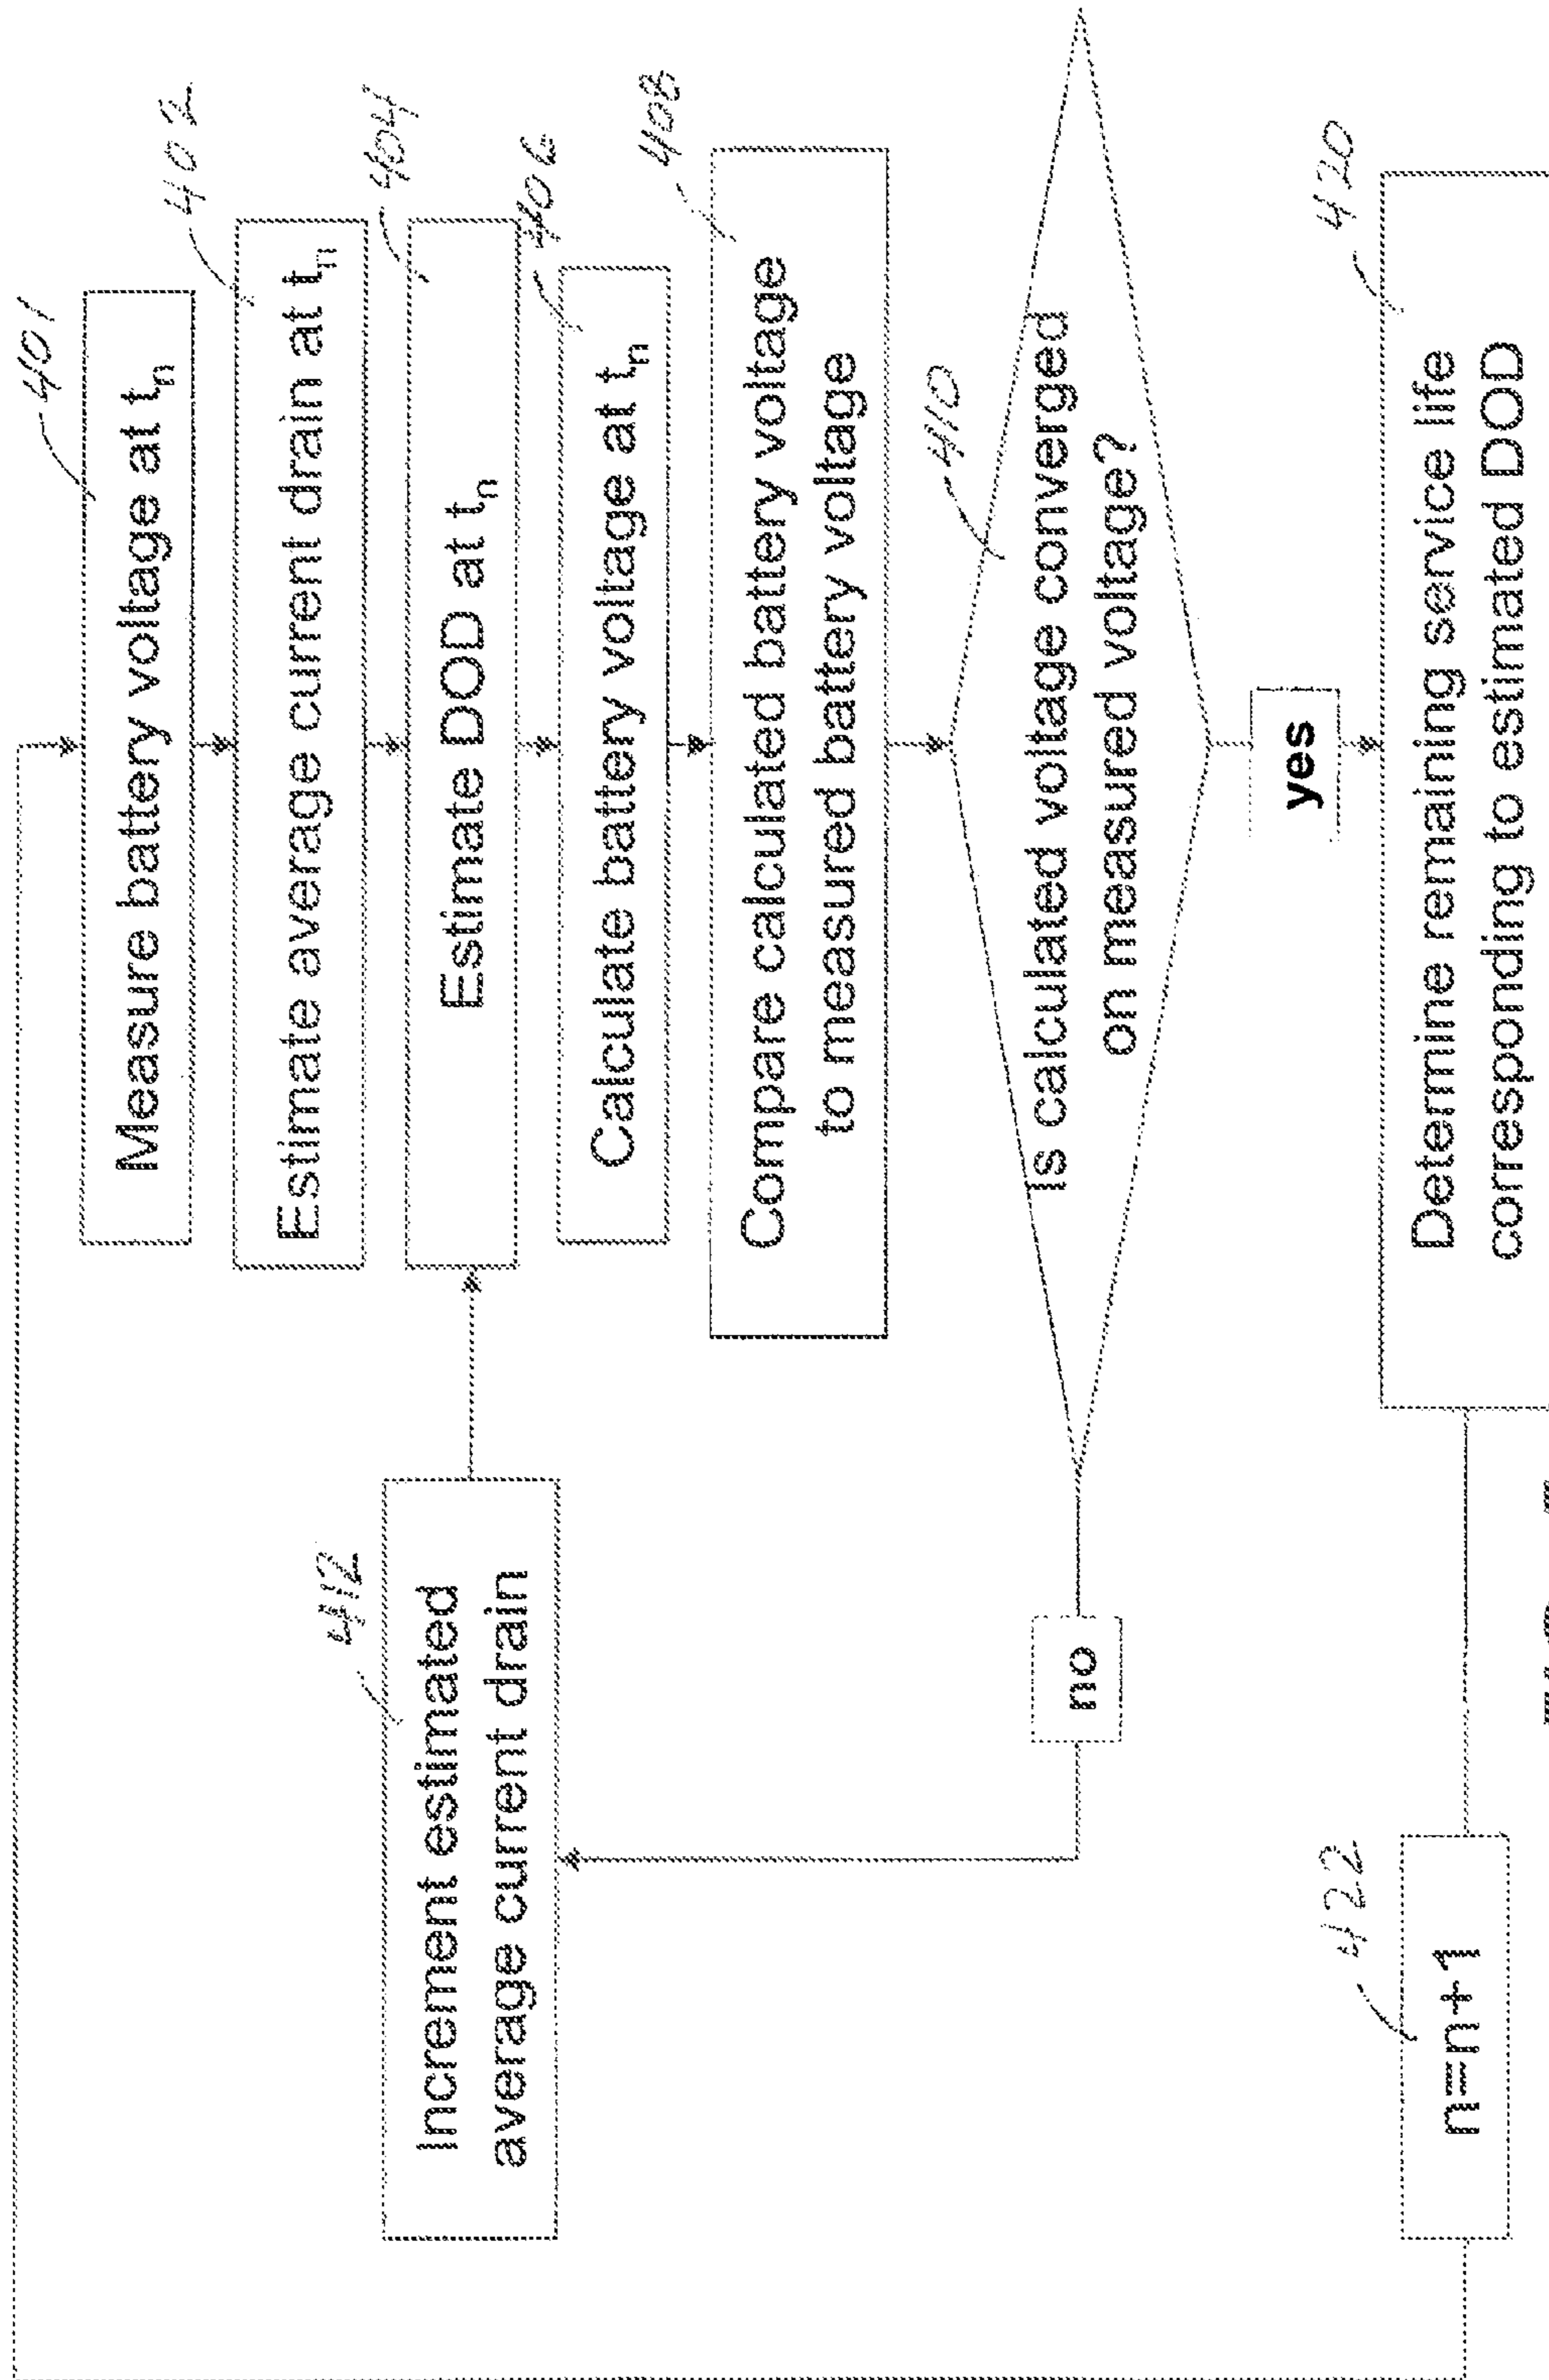 401
Measure battery voltage at tn
402
Estimate average current drain at tn
404
Estimate DOD at tn
406
Calculate battery voltage at tn
408
Compare calculated battery voltage
to measured battery voltage
410
Is calculated voltage converged
on measured voltage?
412
Increment estimated
average current drain
no
yes
420
Determine remaining service life
corresponding to estimated DOD
422
n=n+1